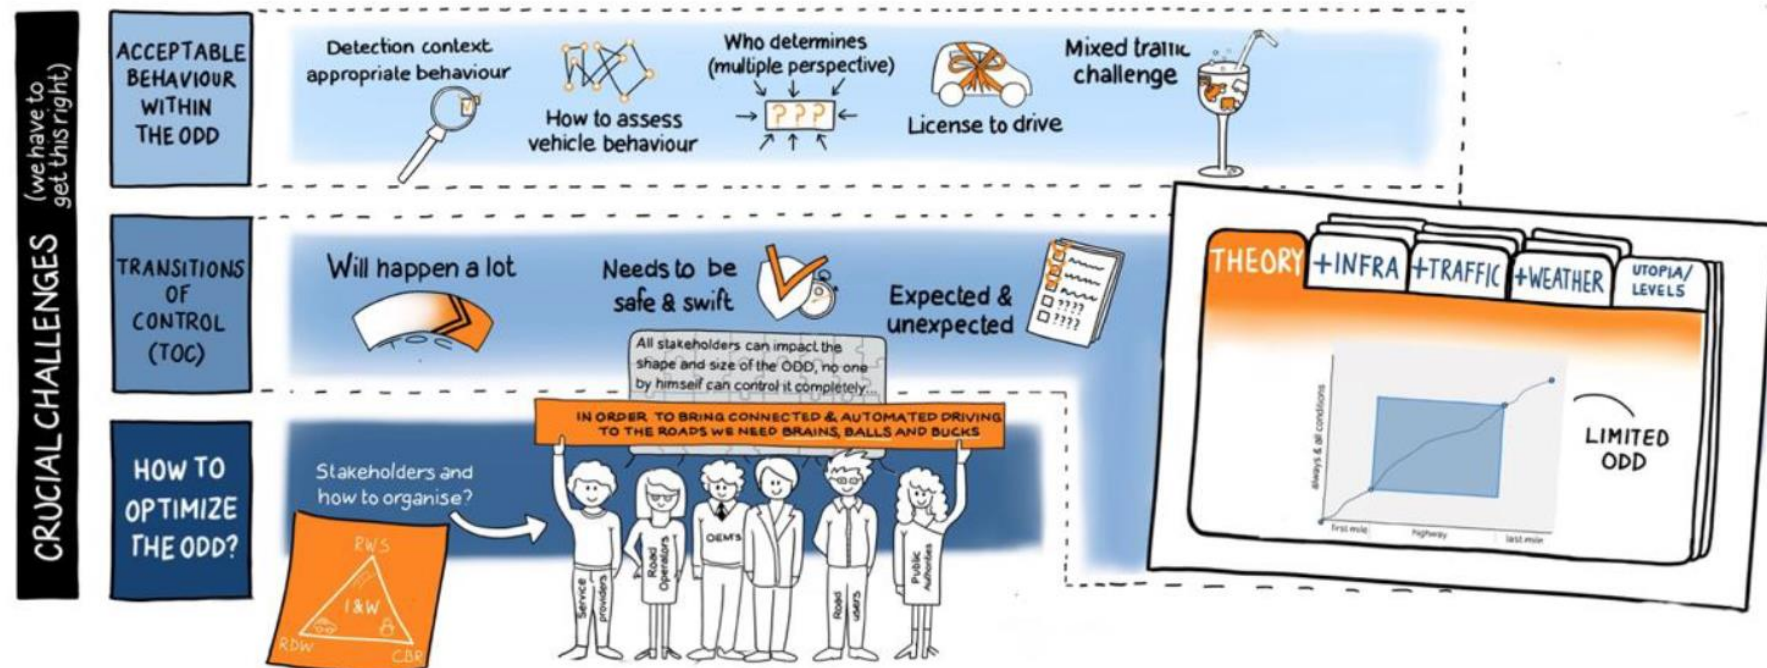 CRUCIAL CHALLENGES
(we have to
get this right)
ACCEPTABLE
BEHAVIOUR
WITHIN
THE ODD
Detection context
appropriate behaviour
How to assess
vehicle behaviour
Who determines
(multiple perspective)
? ? ?
License to drive
Mixed traffic
challenge
TRANSITIONS
OF
CONTROL
(TOC)
Will happen a lot
Needs to be
safe & swift
Expected &
unexpected
????
????
All stakeholders can impact the
shape and size of the ODD, no one
by himself can control it completely...
IN ORDER TO BRING CONNECTED & AUTOMATED DRIVING
TO THE ROADS WE NEED BRAINS, BALLS AND BUCKS
HOW TO
OPTIMIZE
THE ODD?
Stakeholders and
how to organise?
RWS
I&W
RDW
CBR
Service
providers
Road
Operators
OEM'S
Road
users
Public
Authorities
THEORY
+INFRA
+TRAFFIC
+WEATHER
UTOPIA/
LEVELS
always & all conditions
first mile
highway
last mile
LIMITED
ODD